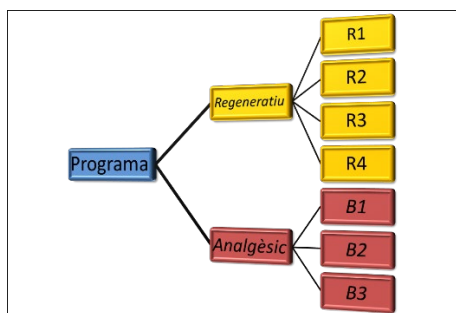 Programa
Regeneratiu
R1
R2
R3
R4
Analgèsic
B1
B2
B3